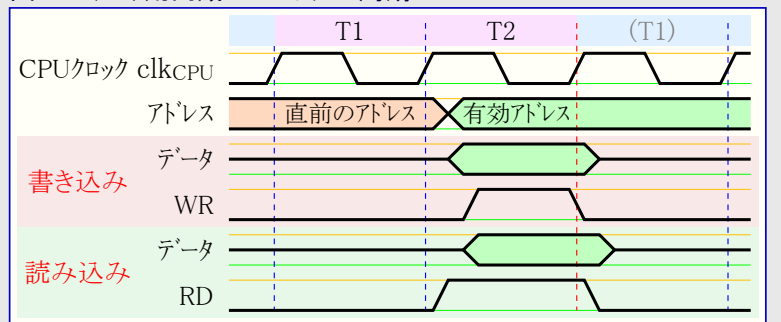 T1 T2 (T1)
CPUクロック clkCPU
アドレス 直前のアドレス 有効アドレス
書き込み
データ
WR
読み込み
データ
RD